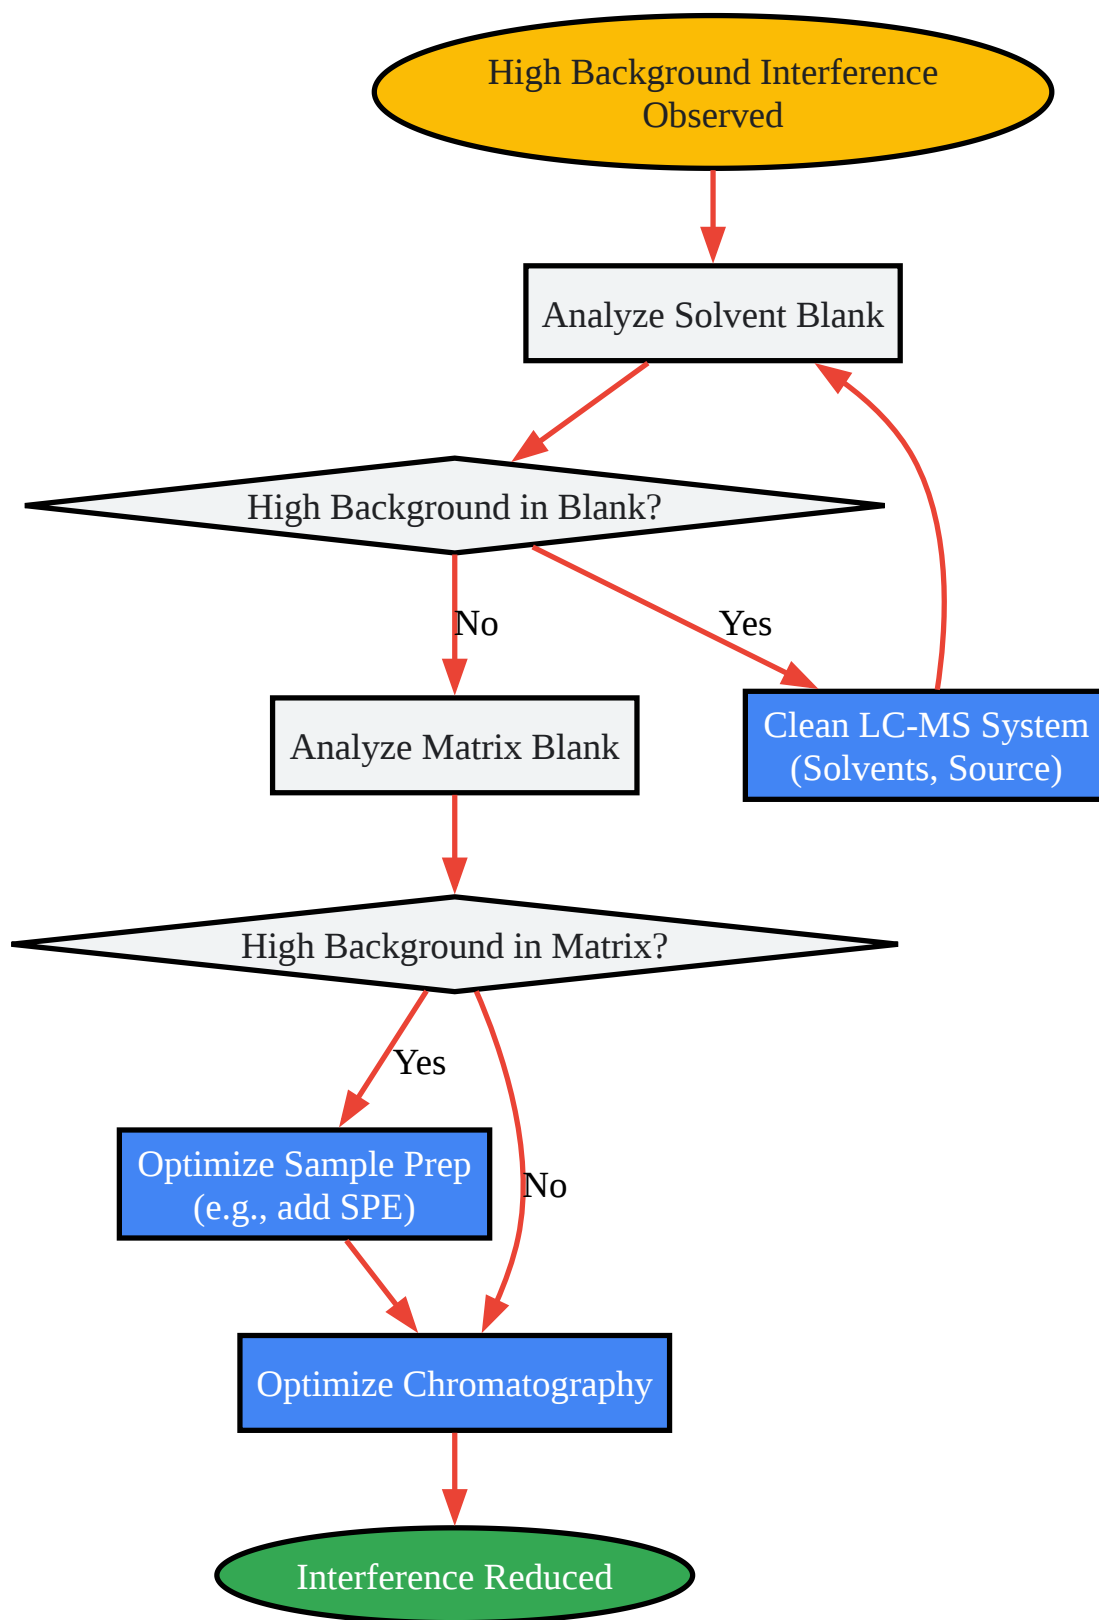 High Background Interference
Observed
Analyze Solvent Blank
High Background in Blank?
No
Yes
Clean LC-MS System
(Solvents, Source)
Analyze Matrix Blank
High Background in Matrix?
Yes
Optimize Sample Prep
(e.g., add SPE)
No
Optimize Chromatography
Interference Reduced